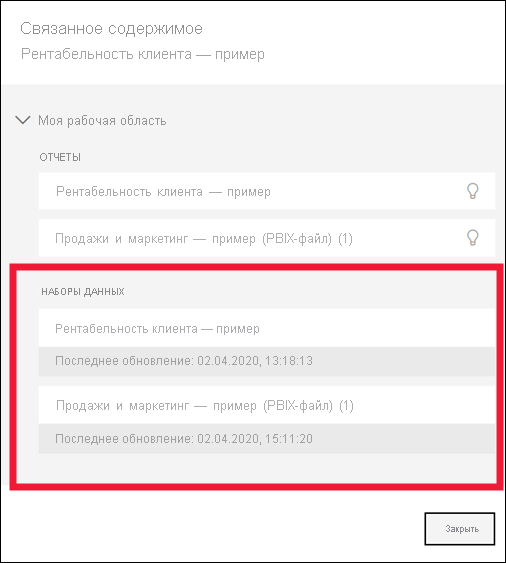 Связанное содержимое
Рентабельность клиента — пример
Моя рабочая область
ОТЧЕТЫ
Рентабельность клиента — пример
Продажи и маркетинг — пример (PBIX-файл) (1)
НАБОРЫ ДАННЫХ
Рентабельность клиента — пример
Последнее обновление: 02.04.2020, 13:18:13
Продажи и маркетинг — пример (PBIX-файл) (1)
Последнее обновление: 02.04.2020, 15:11:20
Закрыть